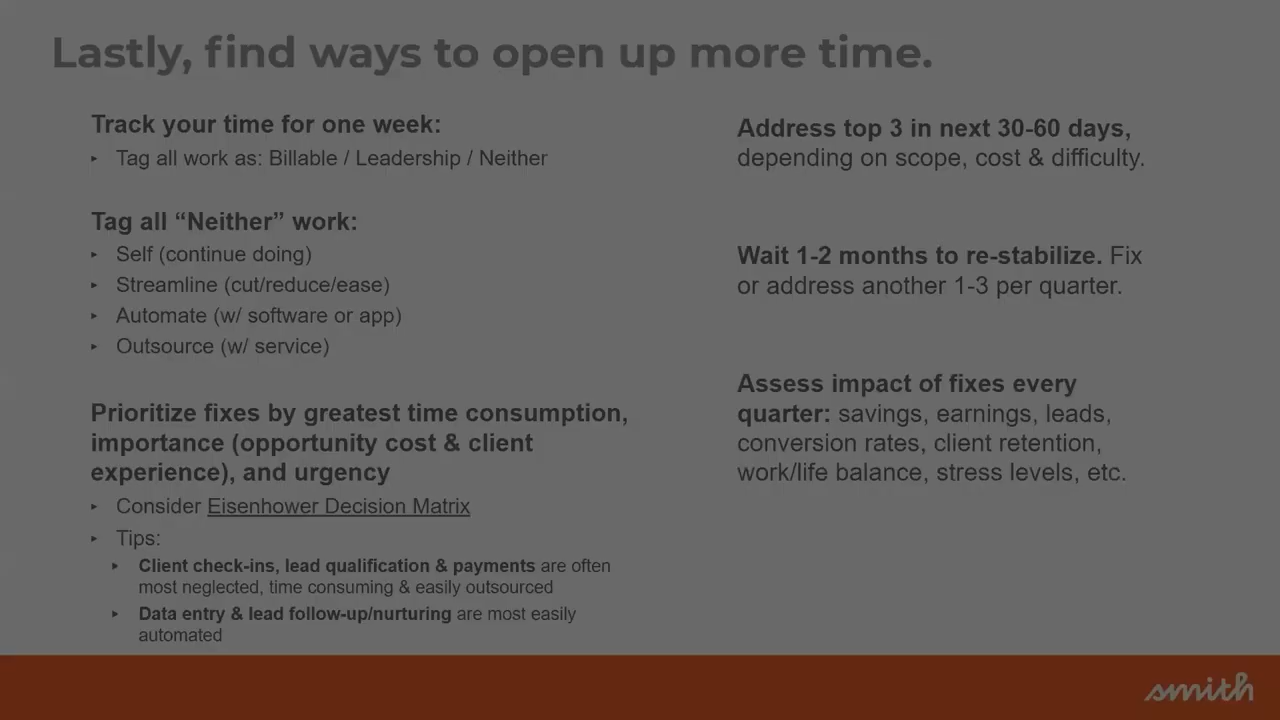 Lastly, find ways to open up more time.
Track your time for one week:
‣ Tag all work as: Billable / Leadership / Neither
Tag all “Neither” work:
‣ Self (continue doing)
‣ Streamline (cut/reduce/ease)
‣ Automate (w/ software or app)
‣ Outsource (w/ service)
Prioritize fixes by greatest time consumption,
importance (opportunity cost & client
experience), and urgency
‣ Consider Eisenhower Decision Matrix
‣ Tips:
‣ Client check-ins, lead qualification & payments are often
most neglected, time consuming & easily outsourced
‣ Data entry & lead follow-up/nurturing are most easily
automated
Address top 3 in next 30-60 days,
depending on scope, cost & difficulty.
Wait 1-2 months to re-stabilize. Fix
or address another 1-3 per quarter.
Assess impact of fixes every
quarter: savings, earnings, leads,
conversion rates, client retention,
work/life balance, stress levels, etc.
smith